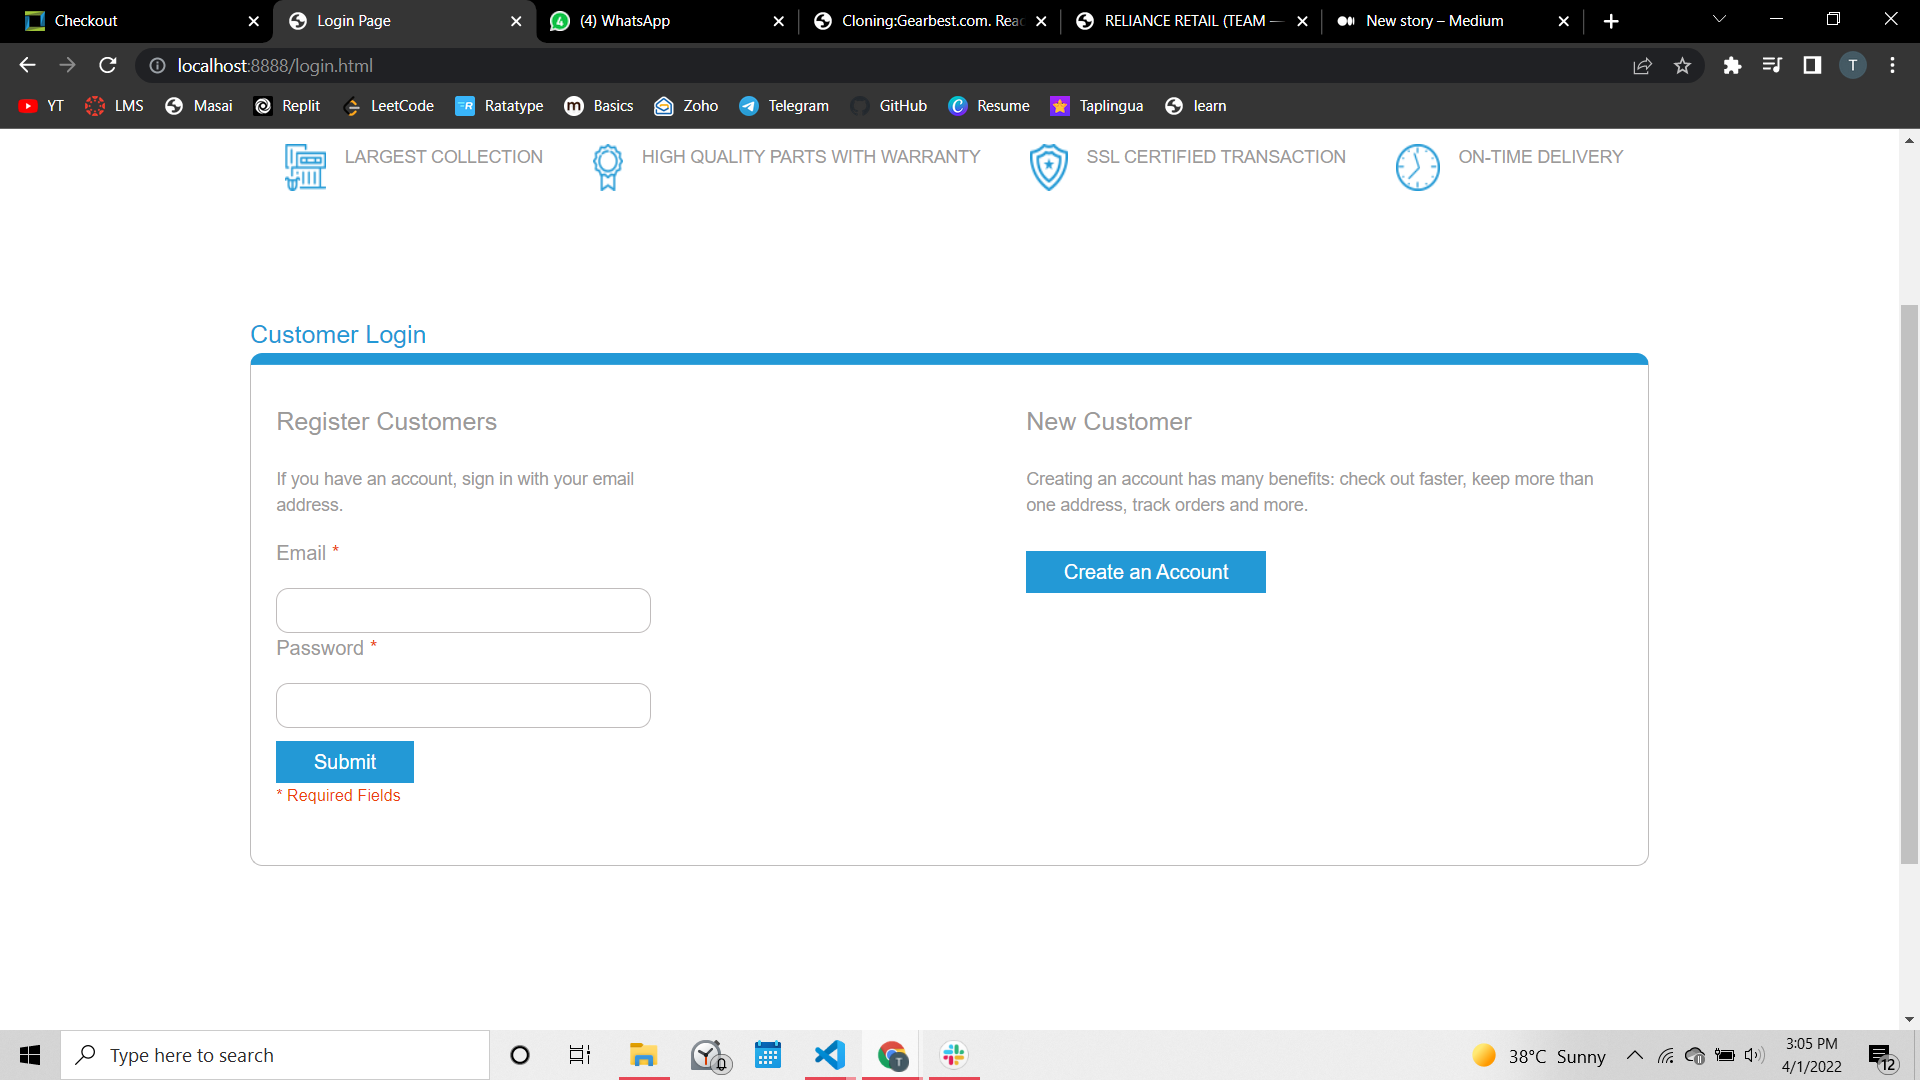 Checkout
Login Page
(4) WhatsApp
Cloning:Gearbest.com. Rea
RELIANCE RETAIL (TEAM —
New story – Medium
localhost:8888/login.html
YT
LMS
Masai
Replit
LeetCode
Ratatype
Basics
Zoho
Telegram
GitHub
Resume
Taplingua
learn
T
LARGEST COLLECTION
HIGH QUALITY PARTS WITH WARRANTY
SSL CERTIFIED TRANSACTION
ON-TIME DELIVERY
Customer Login
Register Customers
If you have an account, sign in with your email
address.
Email *
Password *
Submit
* Required Fields
New Customer
Creating an account has many benefits: check out faster, keep more than
one address, track orders and more.
Create an Account
Type here to search
38°C Sunny
3:05 PM
4/1/2022
12